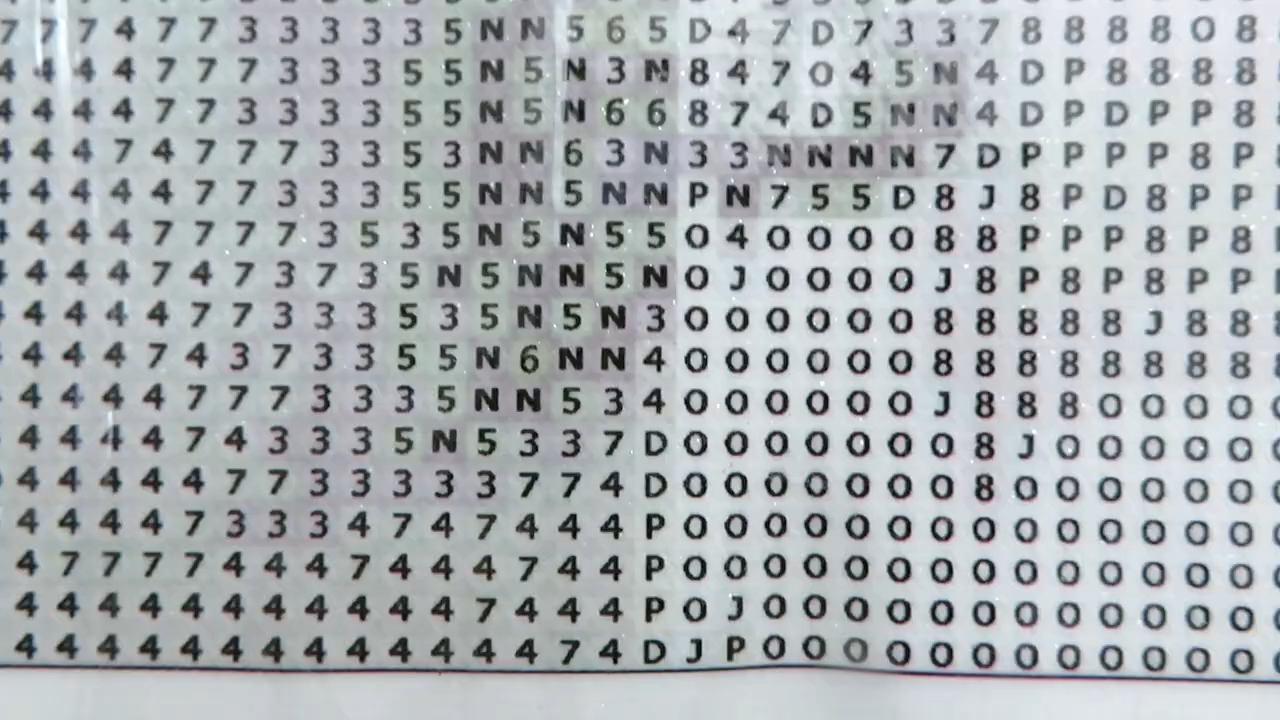 7 7 7 4 7 7 3 3 3 3 3 5 N N 5 6 5 D 4 7 D 7 3 3 7 8 8 8 8 O 8
4 4 4 4 7 7 7 3 3 3 5 5 N 5 N 3 N 8 4 7 O 4 5 N 4 D P 8 8 8 8
4 4 4 4 7 7 3 3 3 3 5 5 N 5 N 6 6 8 7 4 D 5 N N 4 D P D P P 8
4 4 4 7 4 7 7 7 3 3 5 3 N N 6 3 N 3 3 N N N N 7 D P P P P 8 P
4 4 4 4 4 7 7 3 3 3 5 5 N N 5 N N P N 7 5 5 D 8 J 8 P D 8 P P
4 4 4 4 7 7 7 7 3 5 3 5 N 5 N 5 5 O 4 O O O O 8 8 P P P 8 P 8
4 4 4 4 7 4 7 3 7 3 5 N 5 N N 5 N O J O O O O J 8 P 8 P 8 P P
4 4 4 4 7 7 3 3 3 5 3 5 N 5 N 3 O O O O O O 8 8 8 8 8 J 8 8
4 4 4 7 4 3 7 3 3 5 5 N 6 N N 4 O O O O O O 8 8 8 8 8 8 8 8
4 4 4 4 7 7 7 3 3 3 5 N N 5 3 4 O O O O O O J 8 8 8 O O O O
4 4 4 4 7 4 3 3 3 5 N 5 3 3 7 D O O O O O O O 8 J O O O O O
4 4 4 4 4 7 7 3 3 3 3 3 7 7 4 D O O O O O O O 8 O O O O O O
4 4 4 4 7 3 3 3 4 7 4 7 4 4 4 P O O O O O O O O O O O O O O
4 7 7 7 7 4 4 4 7 4 4 4 7 4 4 P O O O O O O O O O O O O O O
4 4 4 4 4 4 4 4 4 4 4 7 4 4 4 P O J O O O O O O O O O O O O
4 4 4 4 4 4 4 4 4 4 4 4 4 7 4 D J P O O O O O O O O O O O O